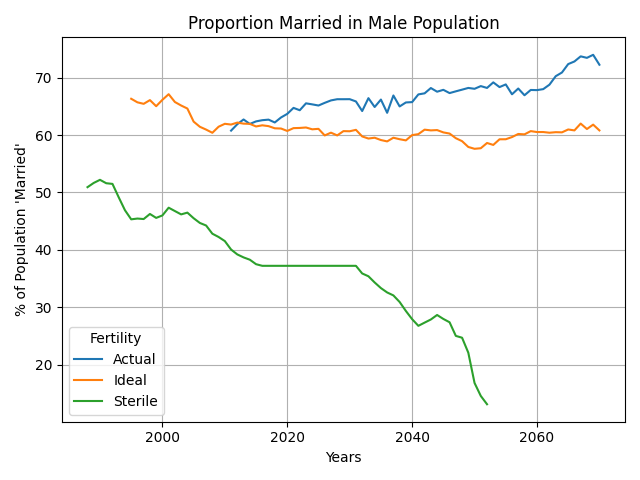 Proportion Married in Male Population
% of Population 'Married'
70
60
50
40
30
20
Fertility
Actual
Ideal
Sterile
2000
2020
2040
2060
Years